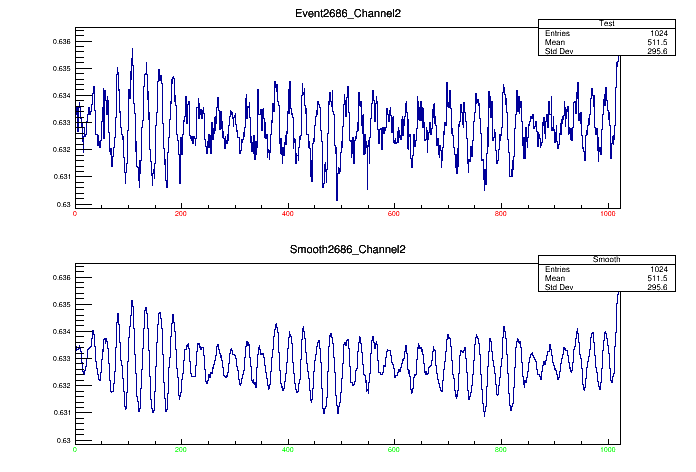 Event2686_Channel2
Test
Entries 1024
Mean 511.5
Std Dev 295.6
0.636
0.635
0.634
0.633
0.632
0.631
0.63
0 200 400 600 800 1000
Smooth2686_Channel2
Smooth
Entries 1024
Mean 511.5
Std Dev 295.6
0.636
0.635
0.634
0.633
0.632
0.631
0.63
0 200 400 600 800 1000